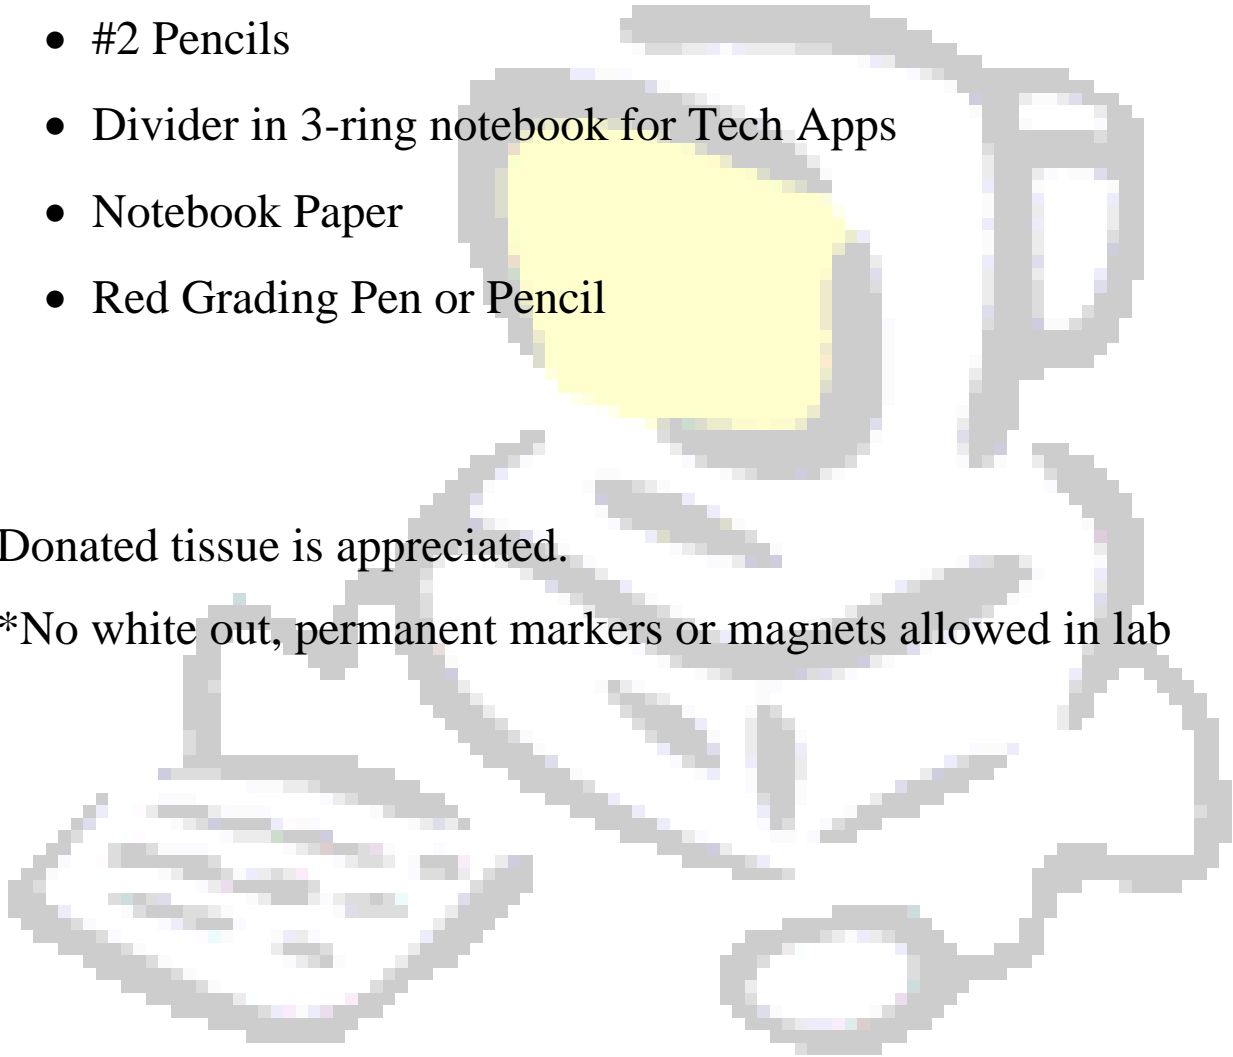 • #2 Pencils
• Divider in 3-ring notebook for Tech Apps
• Notebook Paper
• Red Grading Pen or Pencil
Donated tissue is appreciated.
*No white out, permanent markers or magnets allowed in lab